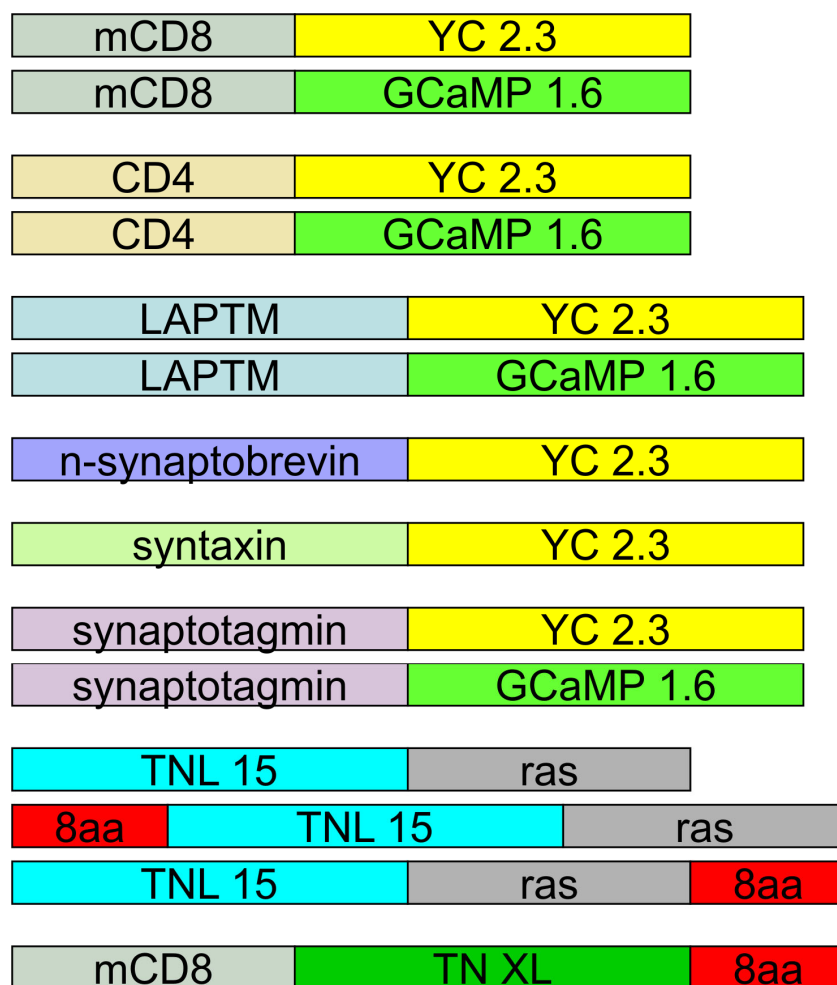 mCD8 YC 2.3
mCD8 GCaMP 1.6
CD4 YC 2.3
CD4 GCaMP 1.6
LAPTM YC 2.3
LAPTM GCaMP 1.6
n-synaptobrevin YC 2.3
syntaxin YC 2.3
synaptotagmin YC 2.3
synaptotagmin GCaMP 1.6
TNL 15 ras
8aa TNL 15 ras
TNL 15 ras 8aa
mCD8 TN XL 8aa